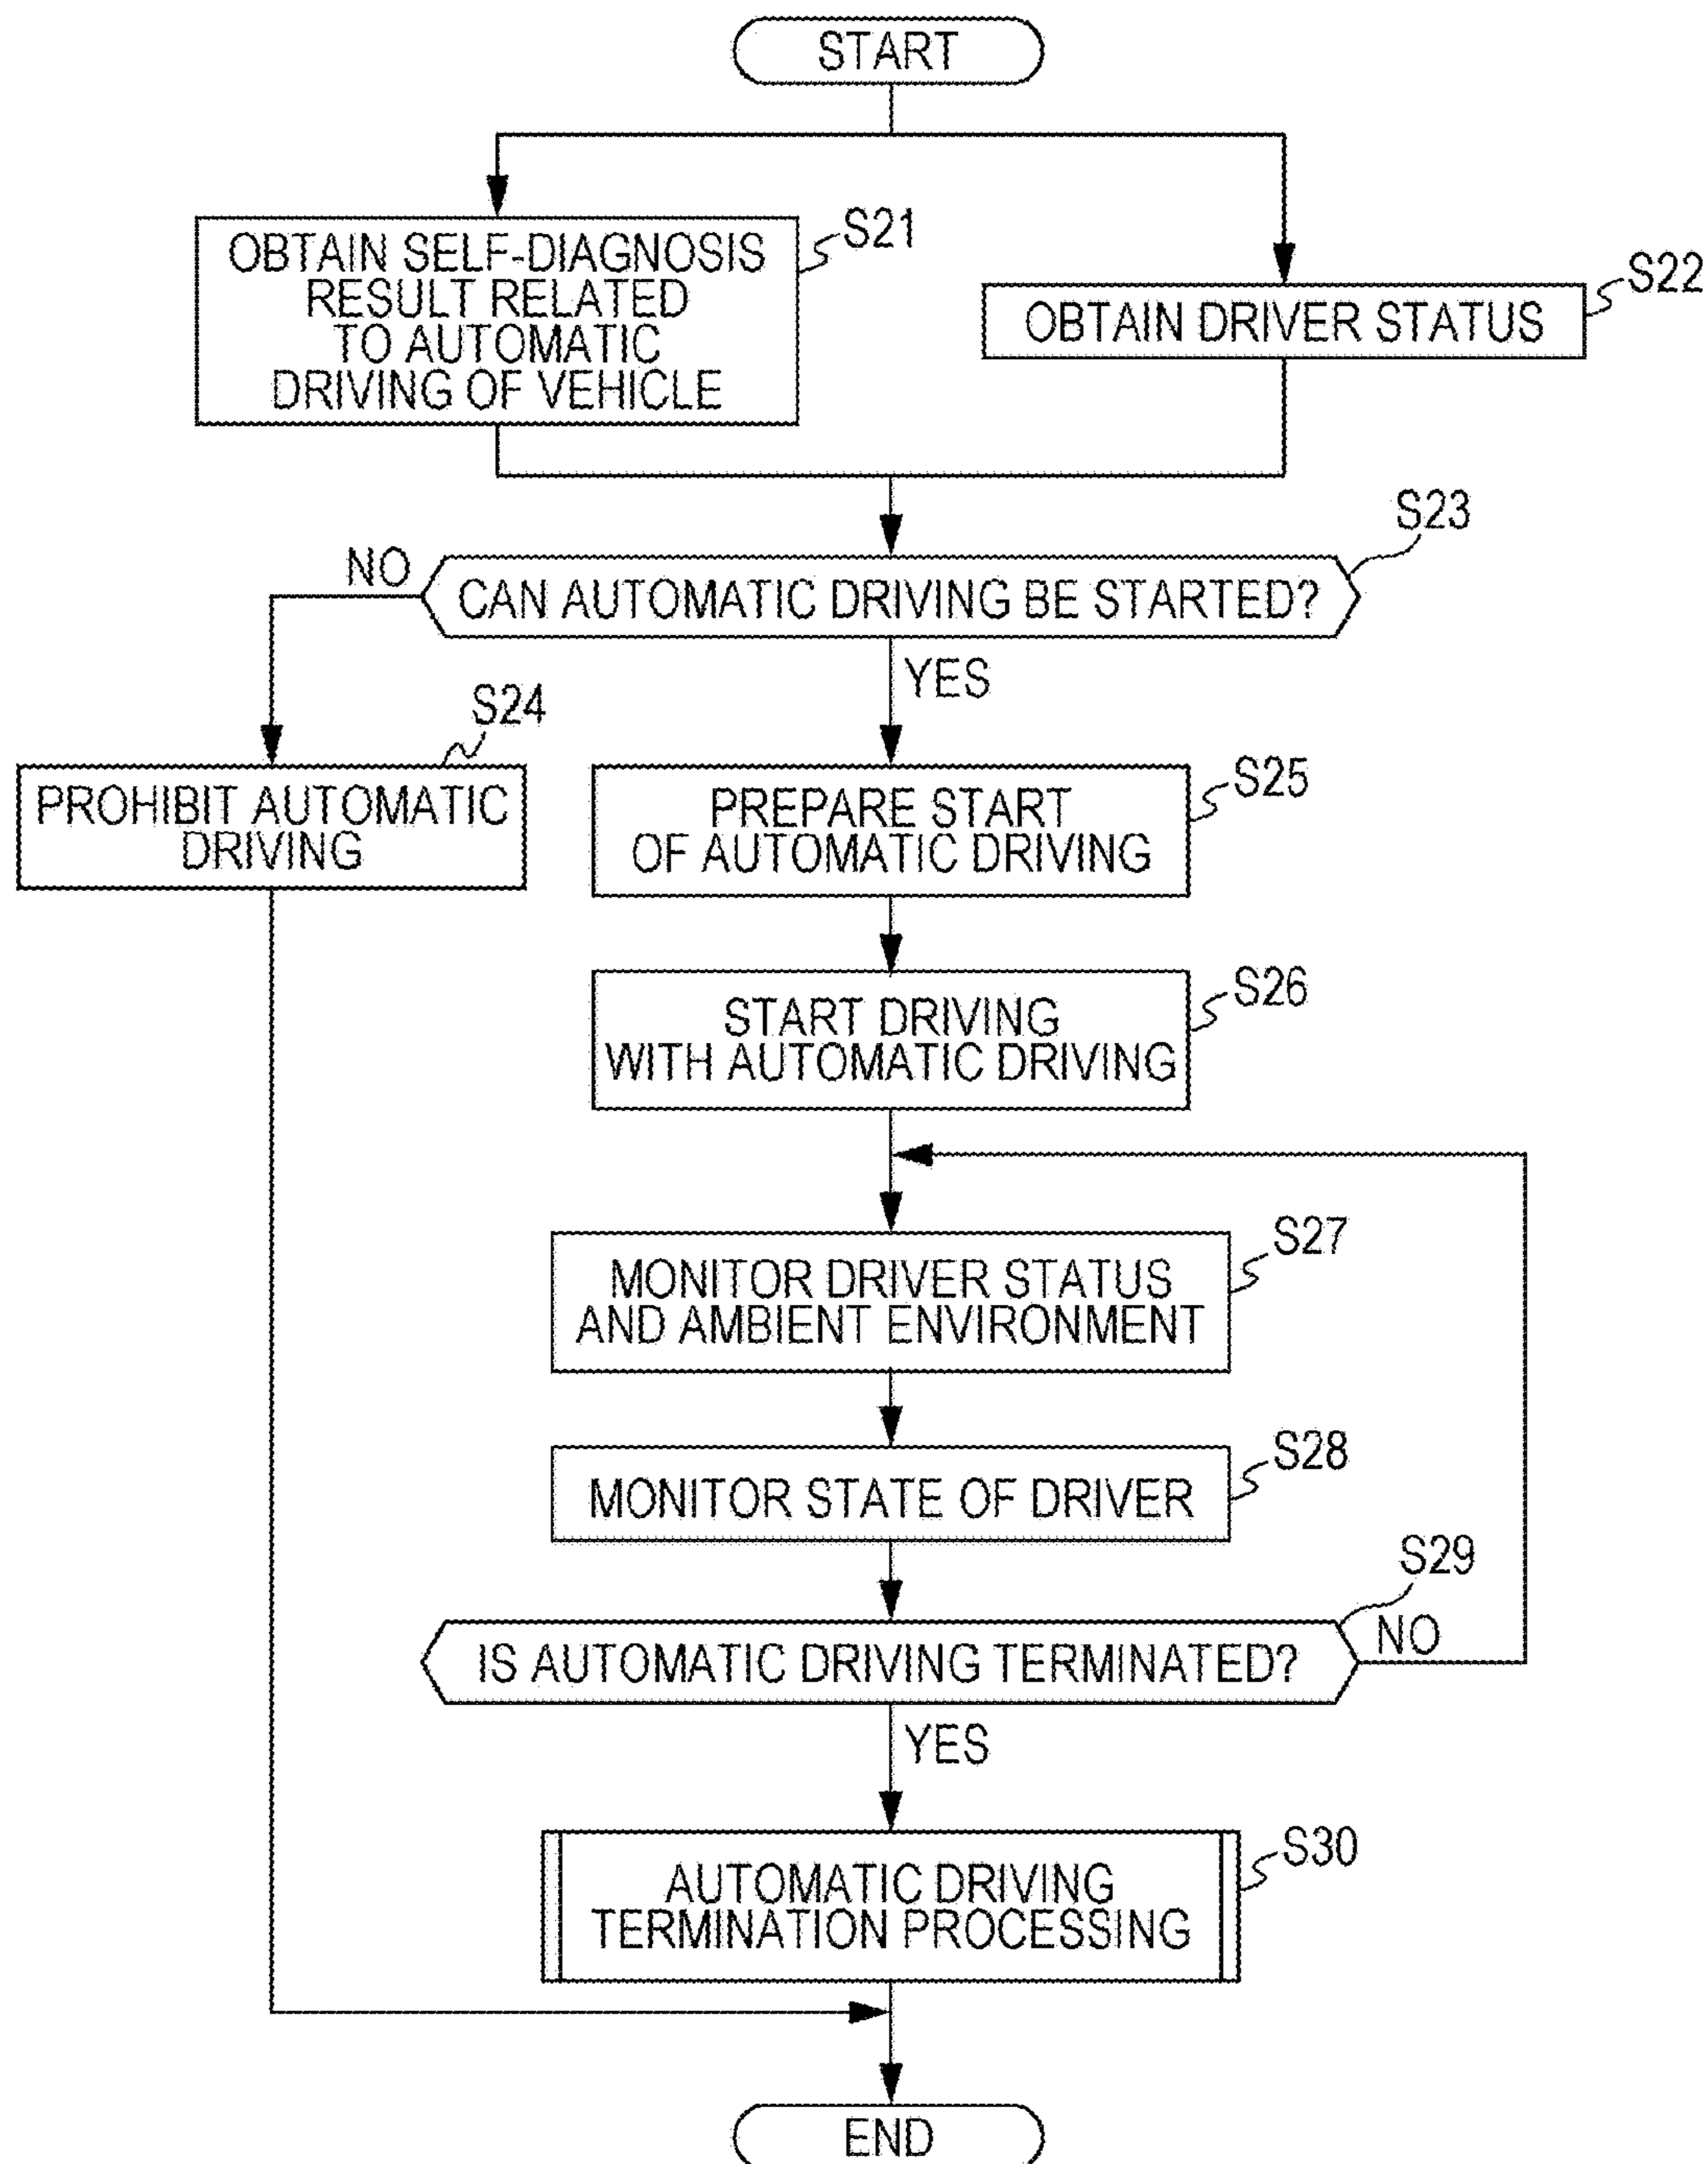 START
S21
OBTAIN SELF-DIAGNOSIS
RESULT RELATED
TO AUTOMATIC
DRIVING OF VEHICLE
S22
OBTAIN DRIVER STATUS
S23
NO
CAN AUTOMATIC DRIVING BE STARTED?
YES
S24
PROHIBIT AUTOMATIC
DRIVING
S25
PREPARE START
OF AUTOMATIC DRIVING
S26
START DRIVING
WITH AUTOMATIC DRIVING
S27
MONITOR DRIVER STATUS
AND AMBIENT ENVIRONMENT
S28
MONITOR STATE OF DRIVER
S29
IS AUTOMATIC DRIVING TERMINATED?
NO
YES
S30
AUTOMATIC DRIVING
TERMINATION PROCESSING
END